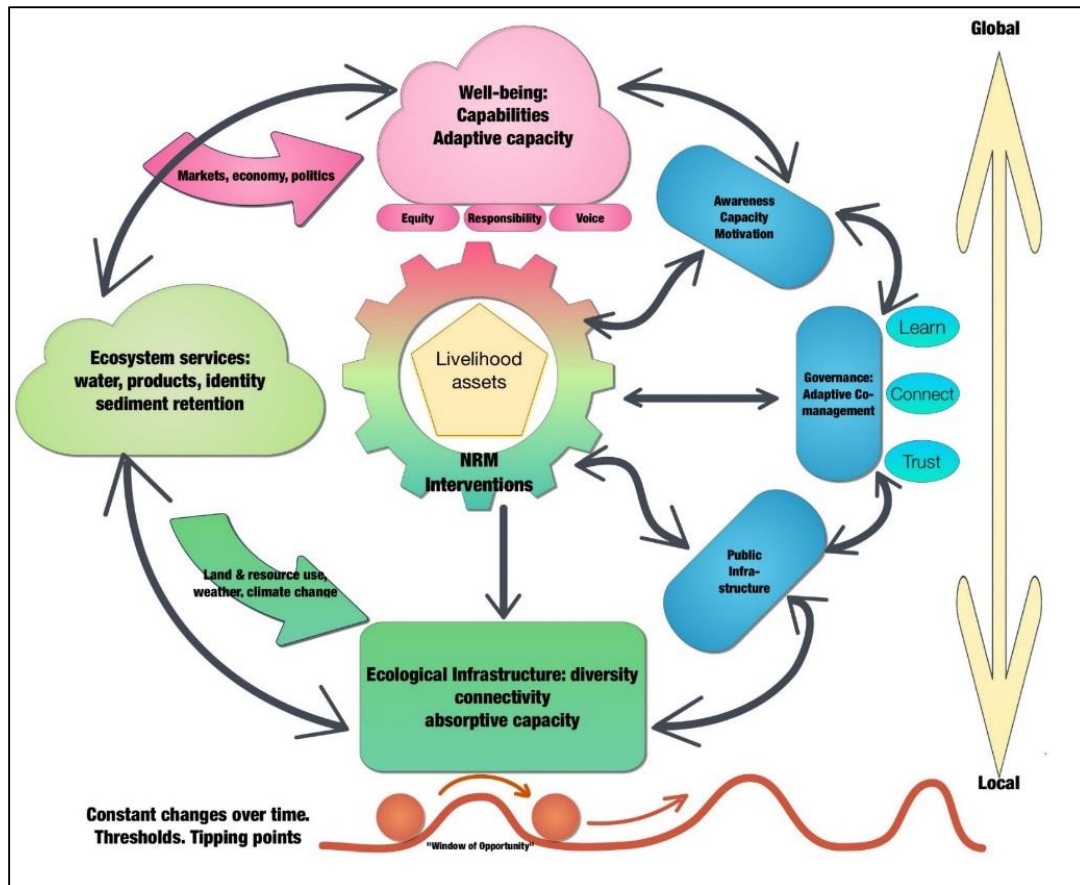 Global
Well-being:
Capabilities
Adaptive capacity
Markets, economy, politics
Equity
Responsibility
Voice
Awareness
Capacity
Motivation
Ecosystem services:
water, products, identity
sediment retention
Livelihood
assets
NRM
Interventions
Governance:
Adaptive Co-
management
Learn
Connect
Trust
Land & resource use,
weather, climate change
Public
Infra-
structure
Ecological Infrastructure: diversity
connectivity
absorptive capacity
Local
Constant changes over time.
Thresholds. Tipping points
"Window of Opportunity"